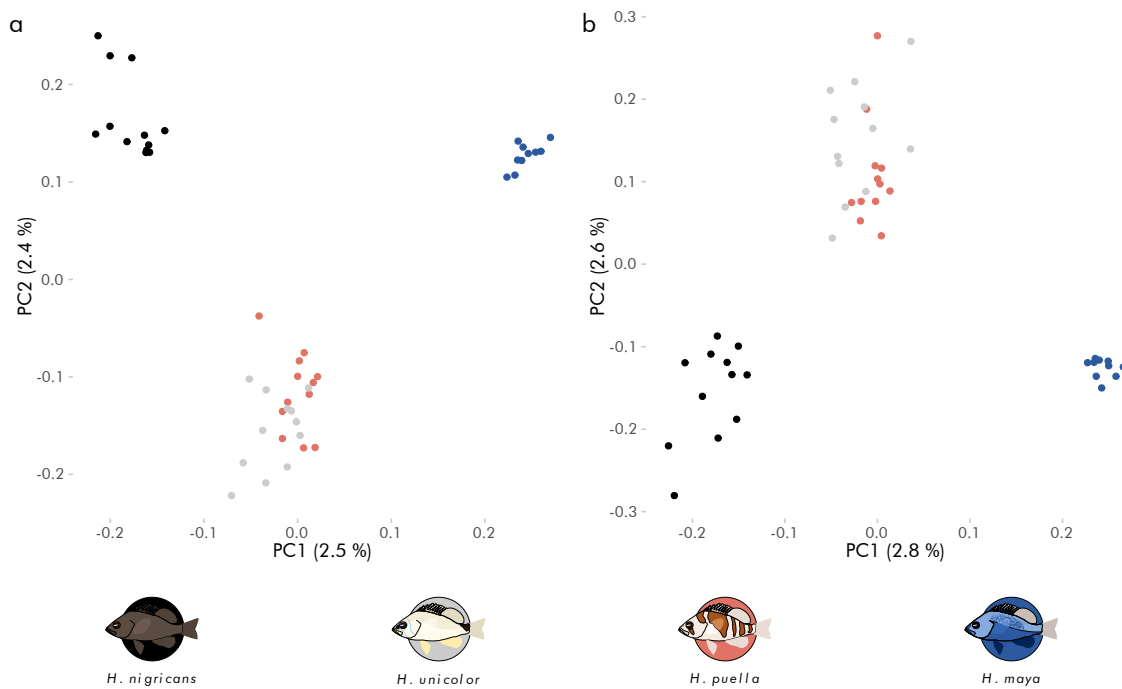 a
0.2
0.1
0.0
-0.1
-0.2
PC2 (2.4 %)
-0.2 -0.1 0.0 0.1 0.2
PC1 (2.5 %)
b
0.3
0.2
0.1
0.0
-0.1
-0.2
-0.3
PC2 (2.6 %)
-0.2 -0.1 0.0 0.1 0.2
PC1 (2.8 %)
H. nigricans H. unicolor H. puella H. maya